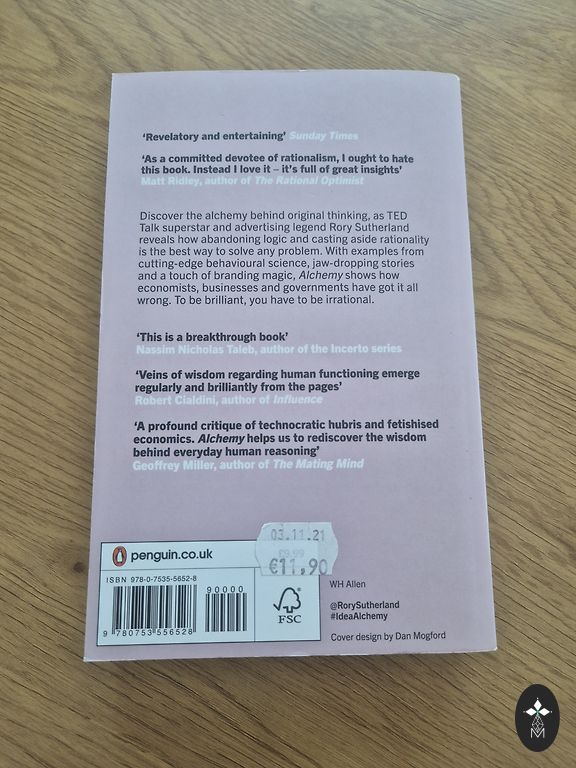 ‘Revelatory and entertaining’ Sunday Times
‘As a committed devotee of rationalism, I ought to hate
this book. Instead I love it – it’s full of great insights’
Matt Ridley, author of The Rational Optimist
Discover the alchemy behind original thinking, as TED
Talk superstar and advertising legend Rory Sutherland
reveals how abandoning logic and casting aside rationality
is the best way to solve any problem. With examples from
cutting-edge behavioural science, jaw-dropping stories
and a touch of branding magic, Alchemy shows how
economists, businesses and governments have got it all
wrong. To be brilliant, you have to be irrational.
‘This is a breakthrough book’
Nassim Nicholas Taleb, author of the Incerto series
‘Veins of wisdom regarding human functioning emerge
regularly and brilliantly from the pages’
Robert Cialdini, author of Influence
‘A profound critique of technocratic hubris and fetishised
economics. Alchemy helps us to rediscover the wisdom
behind everyday human reasoning’
Geoffrey Miller, author of The Mating Mind
03.11.21
£9.99
€11,90
penguin.co.uk
ISBN 978-0-7535-5652-8
90000
9 780753 556528
FSC
WH Allen
@RorySutherland
#IdeaAlchemy
Cover design by Dan Mogford
M